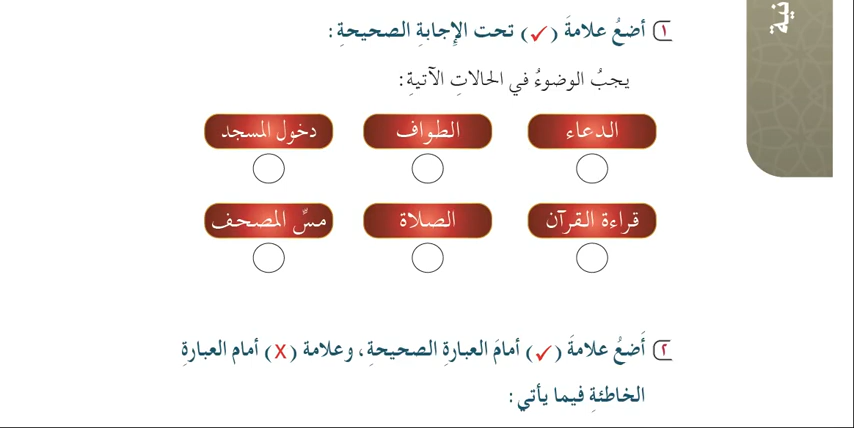 ١ أضعُ علامةَ (✓) تحت الإجابةِ الصحيحةِ:
يجبُ الوضوءُ في الحالاتِ الآتيةِ:
الدعاء الطواف دخول المسجد
قراءة القرآن الصلاة مسُّ المصحف
٢ أَضعُ علامةَ (✓) أمامَ العبارةِ الصحيحةِ، وعلامة (X) أمام العبارةِ
الخاطئةِ فيما يأتي: